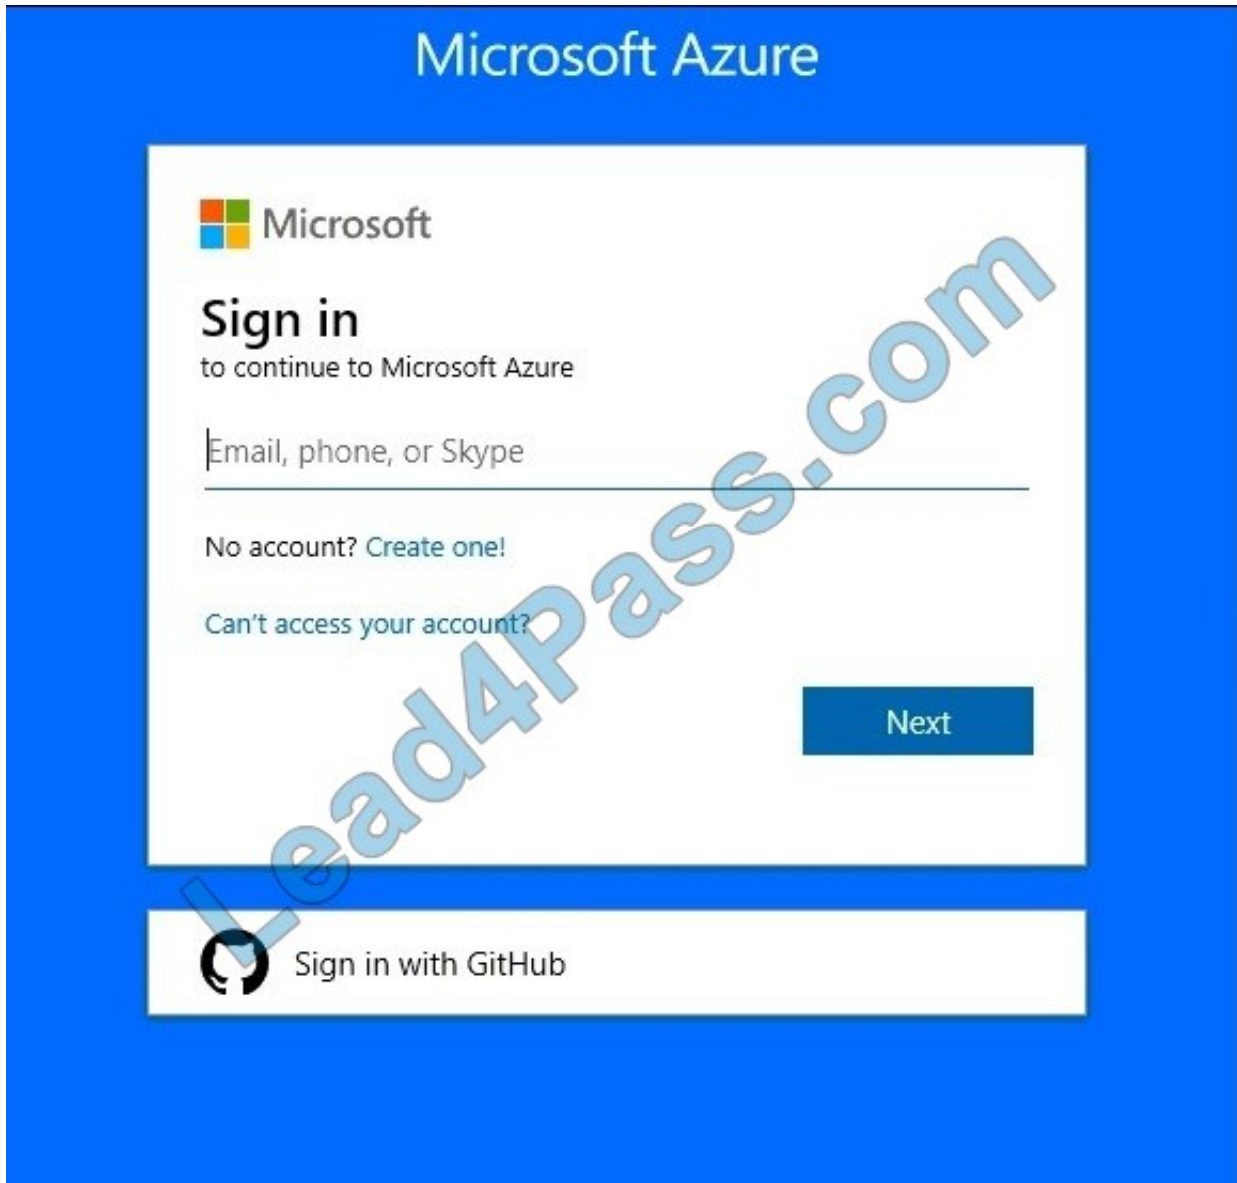 Microsoft Azure
Microsoft
Sign in
to continue to Microsoft Azure
Email, phone, or Skype
No account? Create one!
Can't access your account?
Next
Lead4Pass.com
Sign in with GitHub